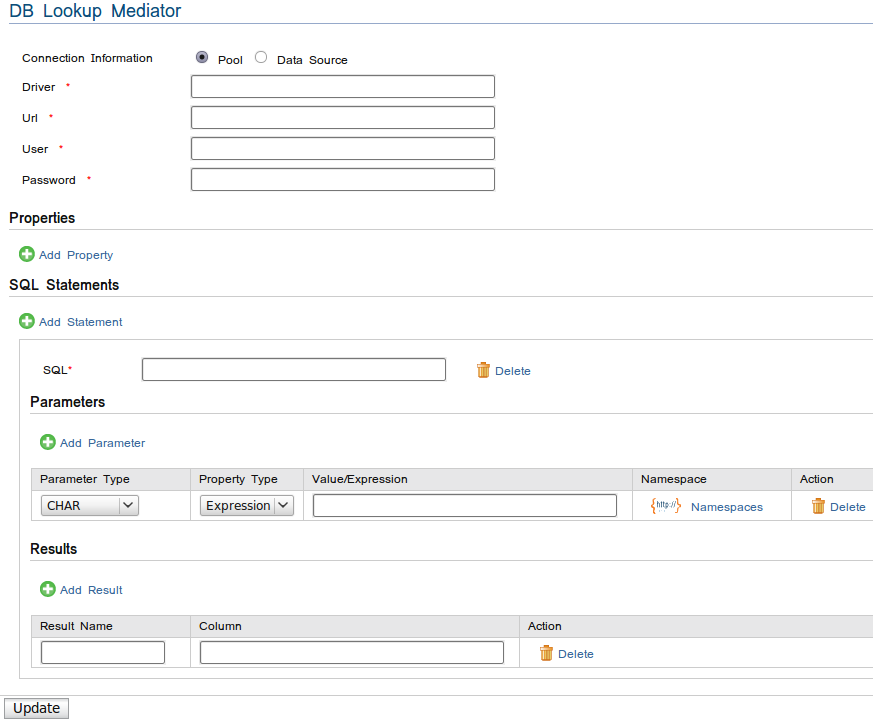 DB Lookup Mediator
Connection Information Pool Data Source
Driver *
Url *
User *
Password *
Properties
Add Property
SQL Statements
Add Statement
SQL* Delete
Parameters
Add Parameter
Parameter Type Property Type Value/Expression Namespace Action
CHAR Expression {http://} Namespaces Delete
Results
Add Result
Result Name Column Action
Delete
Update